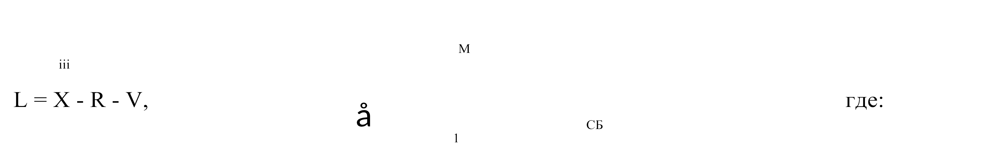 М
iii
L = X - R - V, где:
å
СБ
1